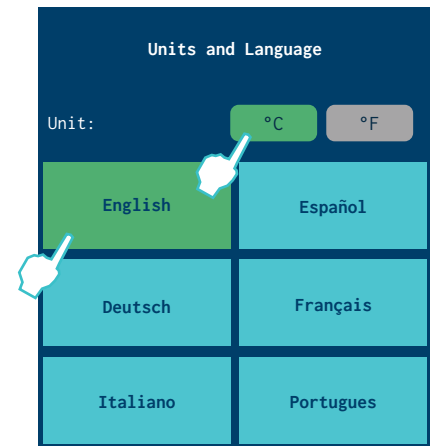 Units and Language
Unit: °C °F
English Español
Deutsch Français
Italiano Portugues